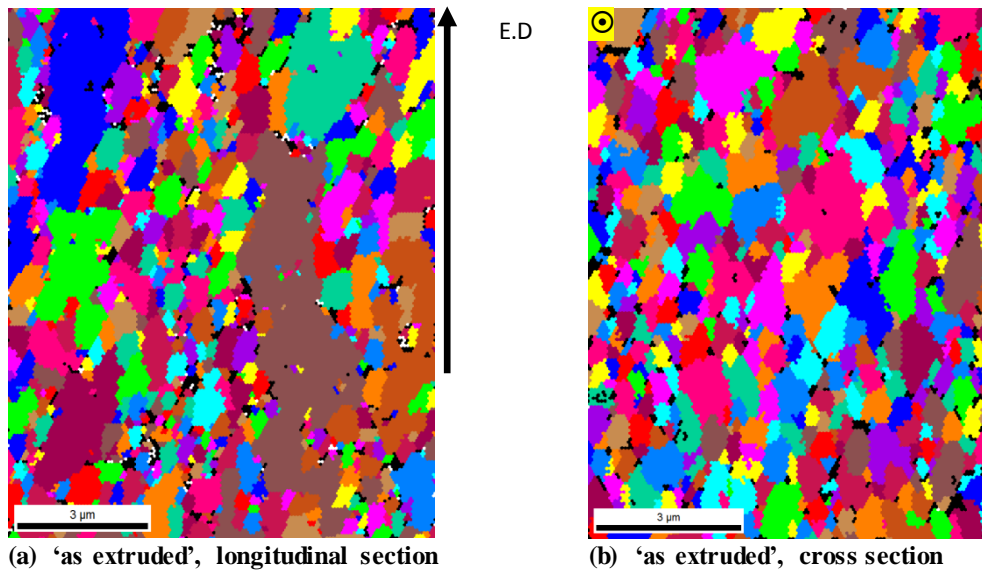 E.D
3 µm
3 µm
(a) ‘as extruded’, longitudinal section
(b) ‘as extruded’, cross section